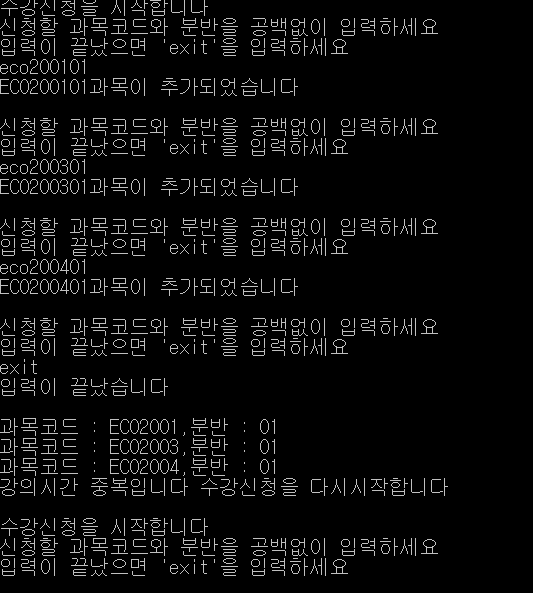 수강신청을 시작합니다
신청할 과목코드와 분반을 공백없이 입력하세요
입력이 끝났으면 'exit'을 입력하세요
eco200101
ECO200101과목이 추가되었습니다
신청할 과목코드와 분반을 공백없이 입력하세요
입력이 끝났으면 'exit'을 입력하세요
eco200301
ECO200301과목이 추가되었습니다
신청할 과목코드와 분반을 공백없이 입력하세요
입력이 끝났으면 'exit'을 입력하세요
eco200401
ECO200401과목이 추가되었습니다
신청할 과목코드와 분반을 공백없이 입력하세요
입력이 끝났으면 'exit'을 입력하세요
exit
입력이 끝났습니다
과목코드 : ECO2001,분반 : 01
과목코드 : ECO2003,분반 : 01
과목코드 : ECO2004,분반 : 01
강의시간 중복입니다 수강신청을 다시시작합니다
수강신청을 시작합니다
신청할 과목코드와 분반을 공백없이 입력하세요
입력이 끝났으면 'exit'을 입력하세요